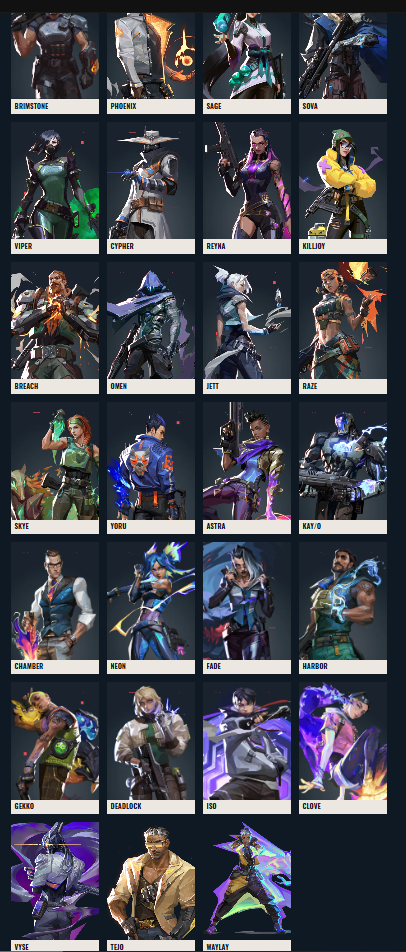 BRIMSTONE
PHOENIX
SAGE
SOVA
VIPER
CYPHER
REYNA
KILLJOY
BREACH
OMEN
JETT
RAZE
SKYE
YORU
ASTRA
KAY/O
CHAMBER
NEON
FADE
HARBOR
GEKKO
DEADLOCK
ISO
CLOVE
VYSE
TEJO
WAYLAY